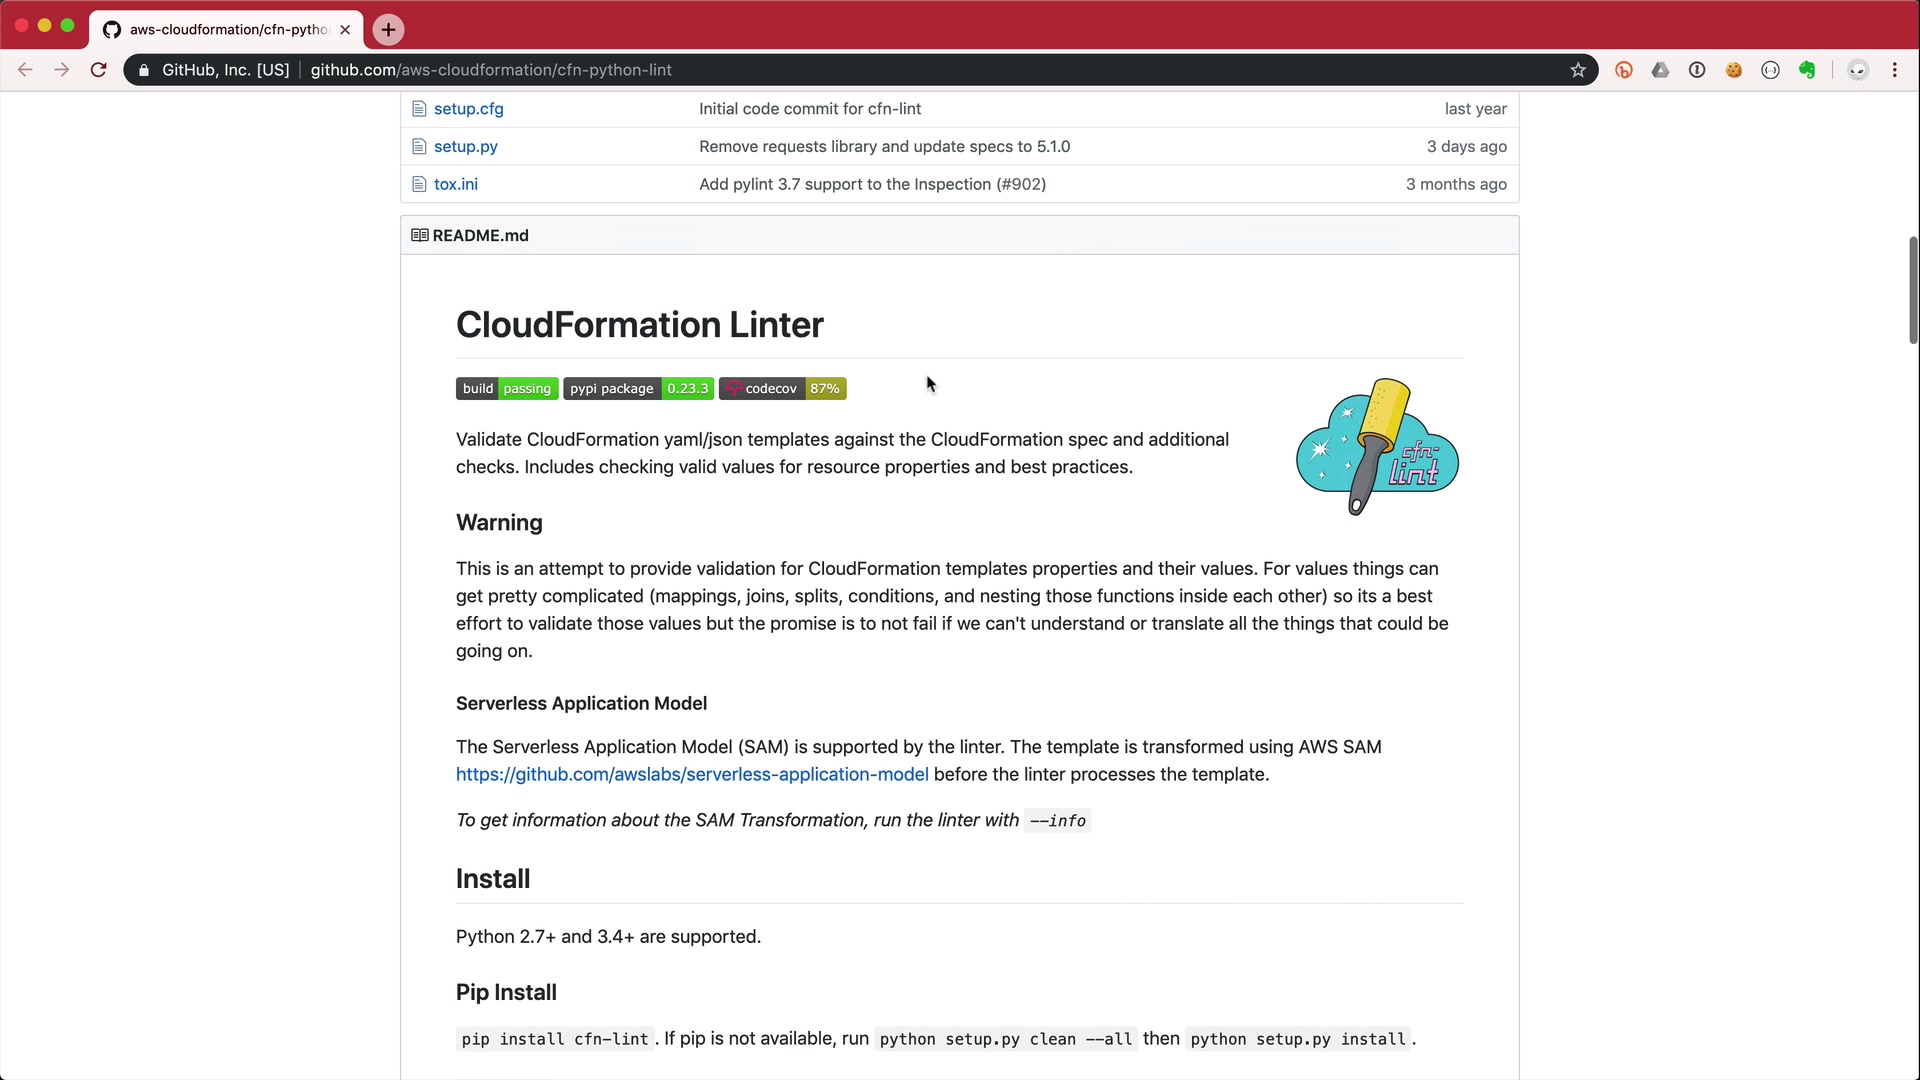 aws-cloudformation/cfn-pytho
GitHub, Inc. [US] github.com/aws-cloudformation/cfn-python-lint
setup.cfg Initial code commit for cfn-lint last year
setup.py Remove requests library and update specs to 5.1.0 3 days ago
tox.ini Add pylint 3.7 support to the Inspection (#902) 3 months ago
README.md
CloudFormation Linter
build passing pypi package 0.23.3 codecov 87%
Validate CloudFormation yaml/json templates against the CloudFormation spec and additional
checks. Includes checking valid values for resource properties and best practices.
cfn-
lint
Warning
This is an attempt to provide validation for CloudFormation templates properties and their values. For values things can
get pretty complicated (mappings, joins, splits, conditions, and nesting those functions inside each other) so its a best
effort to validate those values but the promise is to not fail if we can't understand or translate all the things that could be
going on.
Serverless Application Model
The Serverless Application Model (SAM) is supported by the linter. The template is transformed using AWS SAM
https://github.com/awslabs/serverless-application-model before the linter processes the template.
To get information about the SAM Transformation, run the linter with --info
Install
Python 2.7+ and 3.4+ are supported.
Pip Install
pip install cfn-lint. If pip is not available, run python setup.py clean --all then python setup.py install.